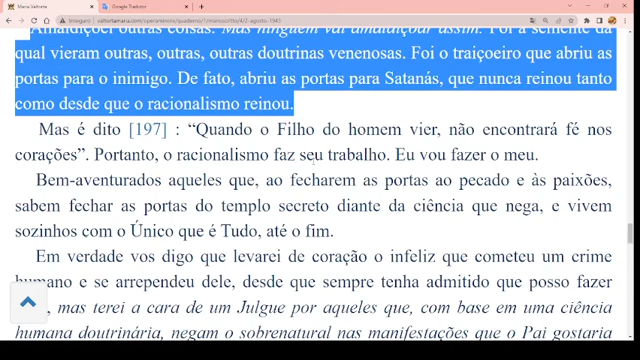 Maria Valtorta
Google Tradutor
Inseguro | valtortamaria.com/operaminore/quaderno/1/manoscritto/4/2-agosto-1943
Amaldiçoei outras coisas. Mas ninguém vai amaldiçoar assim. Foi a semente da
qual vieram outras, outras, outras doutrinas venenosas. Foi o traiçoeiro que abriu as
portas para o inimigo. De fato, abriu as portas para Satanás, que nunca reinou tanto
como desde que o racionalismo reinou.
Mas é dito [197] : “Quando o Filho do homem vier, não encontrará fé nos
corações”. Portanto, o racionalismo faz seu trabalho. Eu vou fazer o meu.
Bem-aventurados aqueles que, ao fecharem as portas ao pecado e às paixões,
sabem fechar as portas do templo secreto diante da ciência que nega, e vivem
sozinhos com o Único que é Tudo, até o fim.
Em verdade vos digo que levarei de coração o infeliz que cometeu um crime
humano e se arrependeu dele, desde que sempre tenha admitido que posso fazer
mas terei a cara de um Julgue por aqueles que, com base em uma ciência
humana doutrinária, negam o sobrenatural nas manifestações que o Pai gostaria